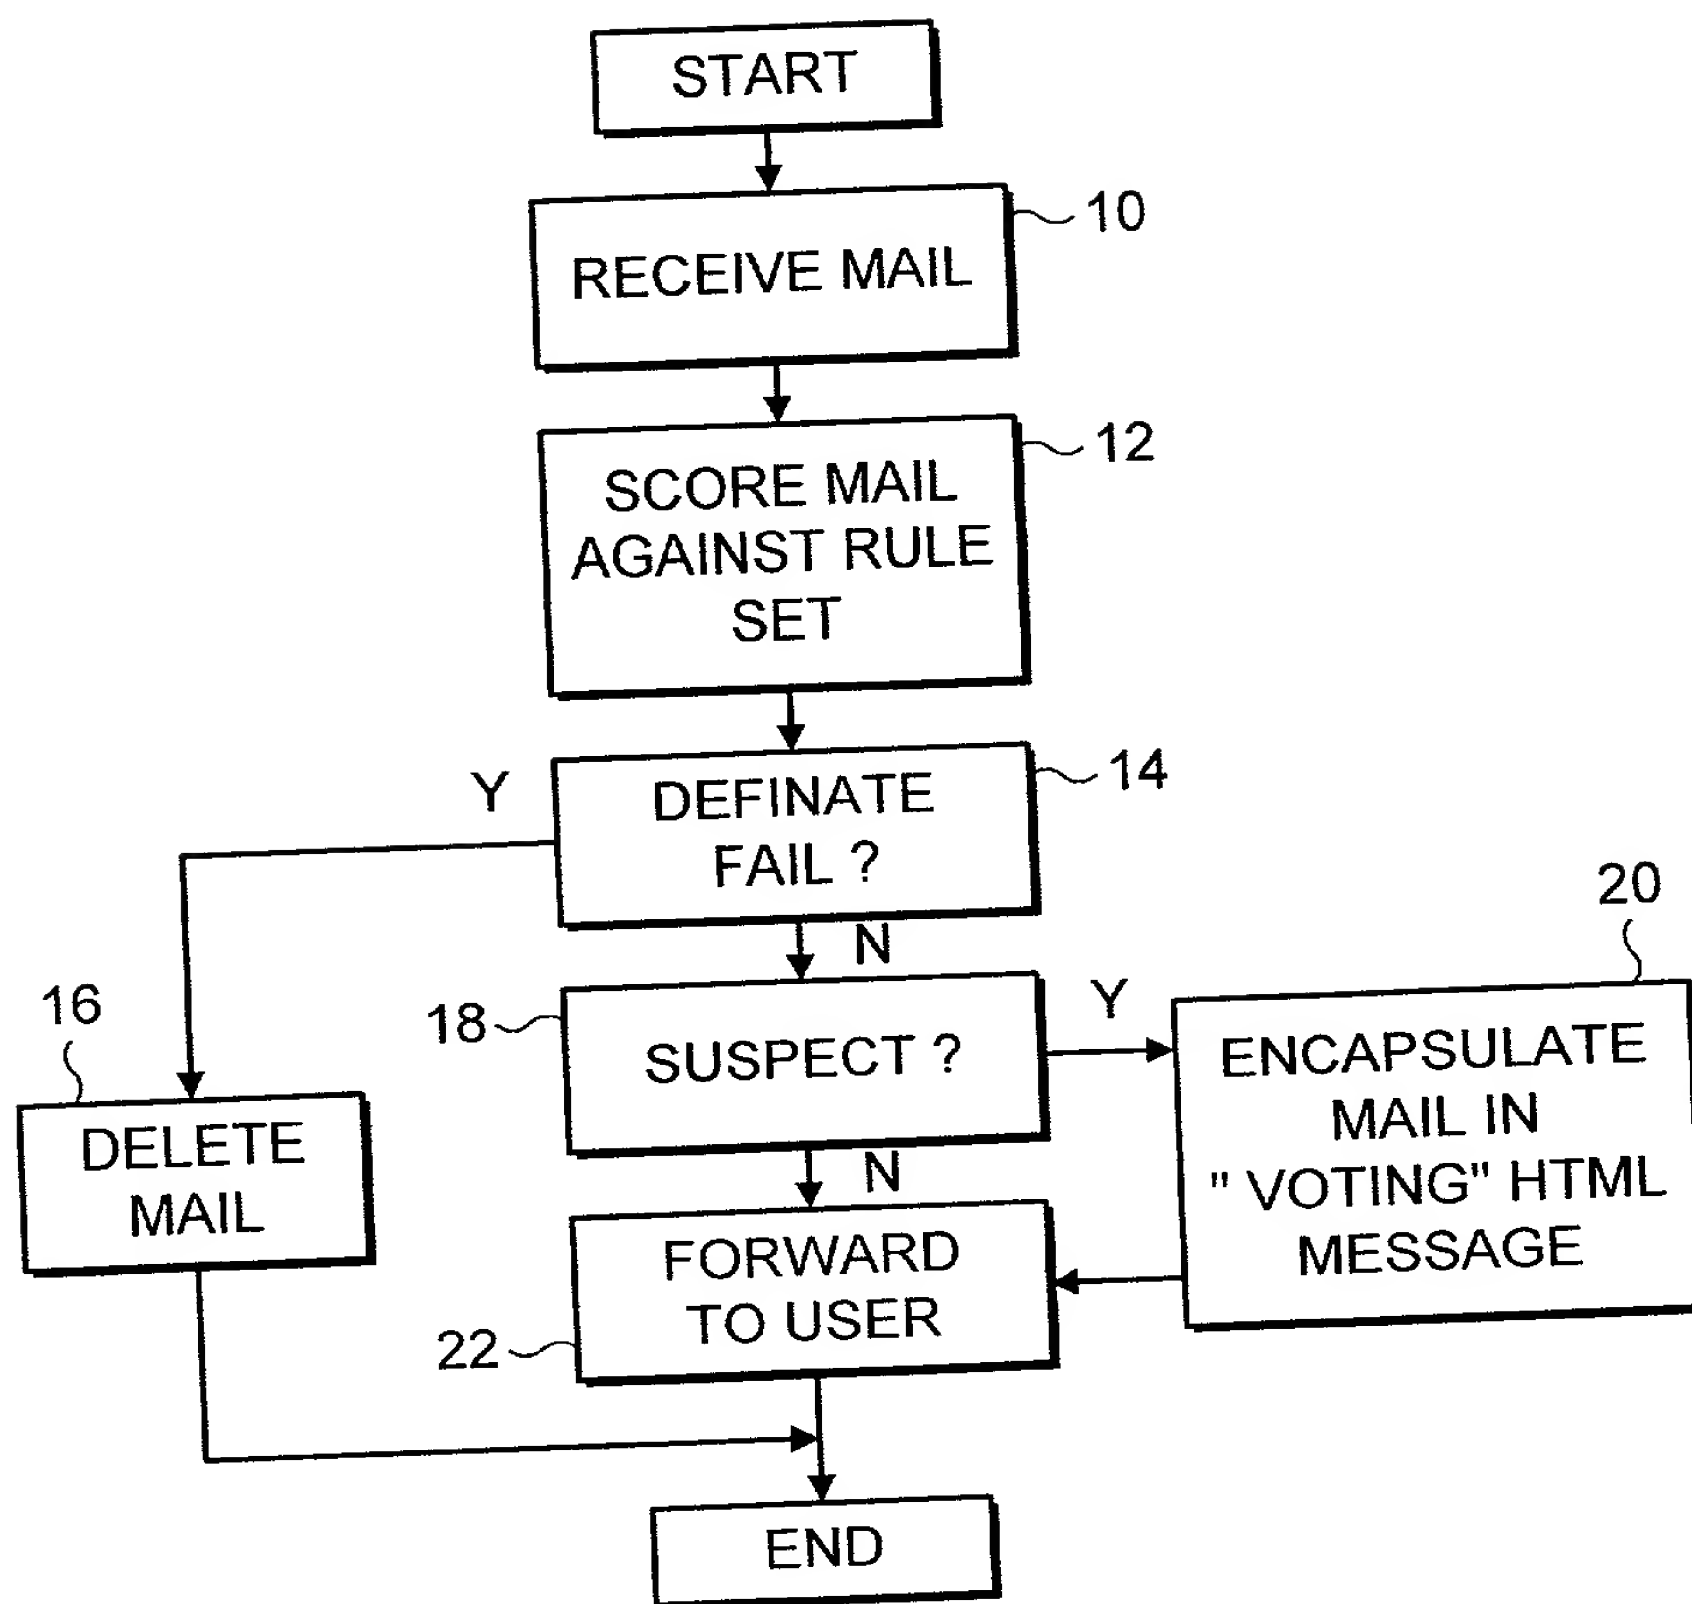 START
10
RECEIVE MAIL
12
SCORE MAIL
AGAINST RULE
SET
14
Y
DEFINATE
FAIL ?
N
20
16
18
SUSPECT ?
Y
ENCAPSULATE
MAIL IN
" VOTING" HTML
MESSAGE
DELETE
MAIL
N
FORWARD
TO USER
22
END